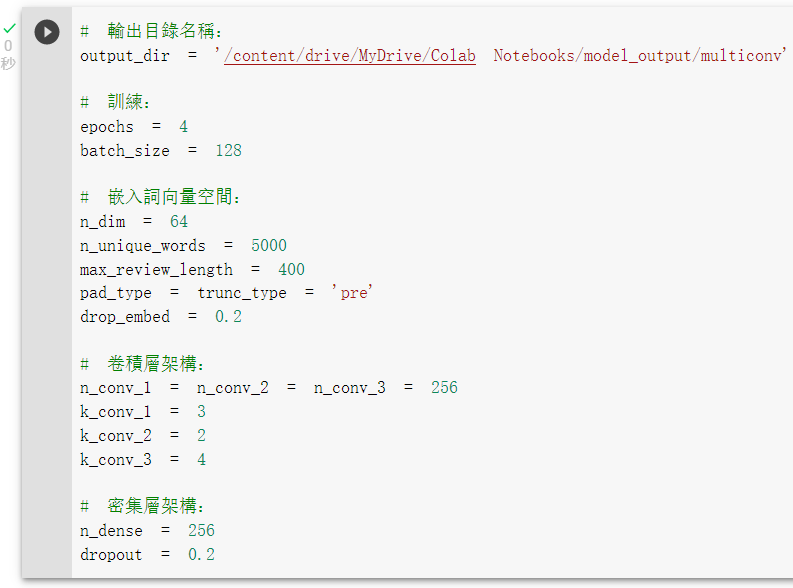 # 輸出目錄名稱:
output_dir = '/content/drive/MyDrive/Colab Notebooks/model_output/multiconv'
0
秒
# 訓練:
epochs = 4
batch_size = 128
# 嵌入詞向量空間:
n_dim = 64
n_unique_words = 5000
max_review_length = 400
pad_type = trunc_type = 'pre'
drop_embed = 0.2
# 卷積層架構:
n_conv_1 = n_conv_2 = n_conv_3 = 256
k_conv_1 = 3
k_conv_2 = 2
k_conv_3 = 4
# 密集層架構:
n_dense = 256
dropout = 0.2